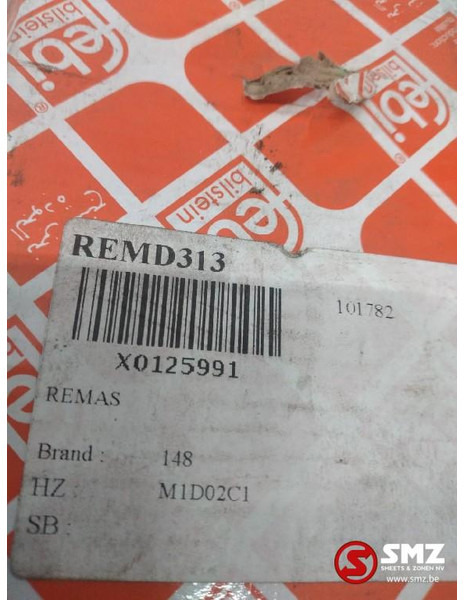 febi
bilstein
febi
bilstein
febi
bilstein
REMD313
101782
X0125991
REMAS
Brand : 148
HZ : M1D02C1
SB :
SMZ
SMEETS & ZONEN NV
www.smz.be